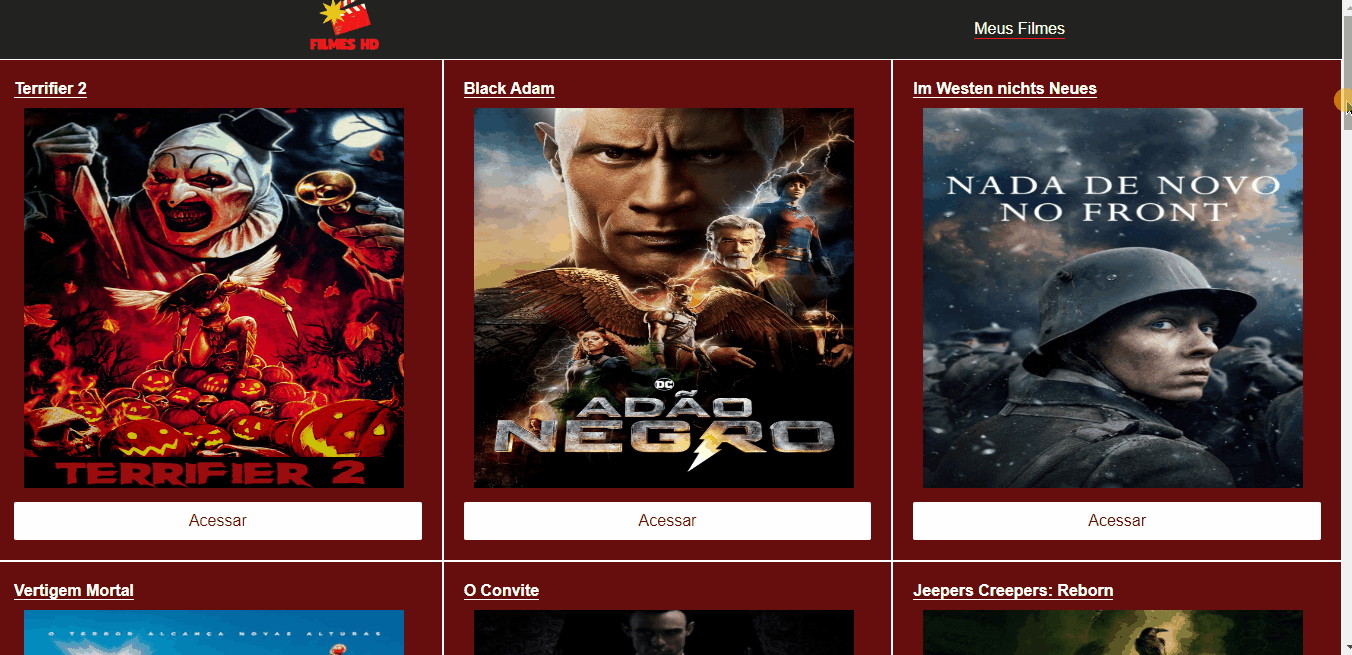 FILMES HD
Meus Filmes
Terrifier 2
Black Adam
Im Westen nichts Neues
TERRIFIER 2
DC
ADÃO
NEGRO
NADA DE NOVO
NO FRONT
Acessar
Acessar
Acessar
Vertigem Mortal
O Convite
Jeepers Creepers: Reborn
O TERROR ALCANÇA NOVAS ALTURAS